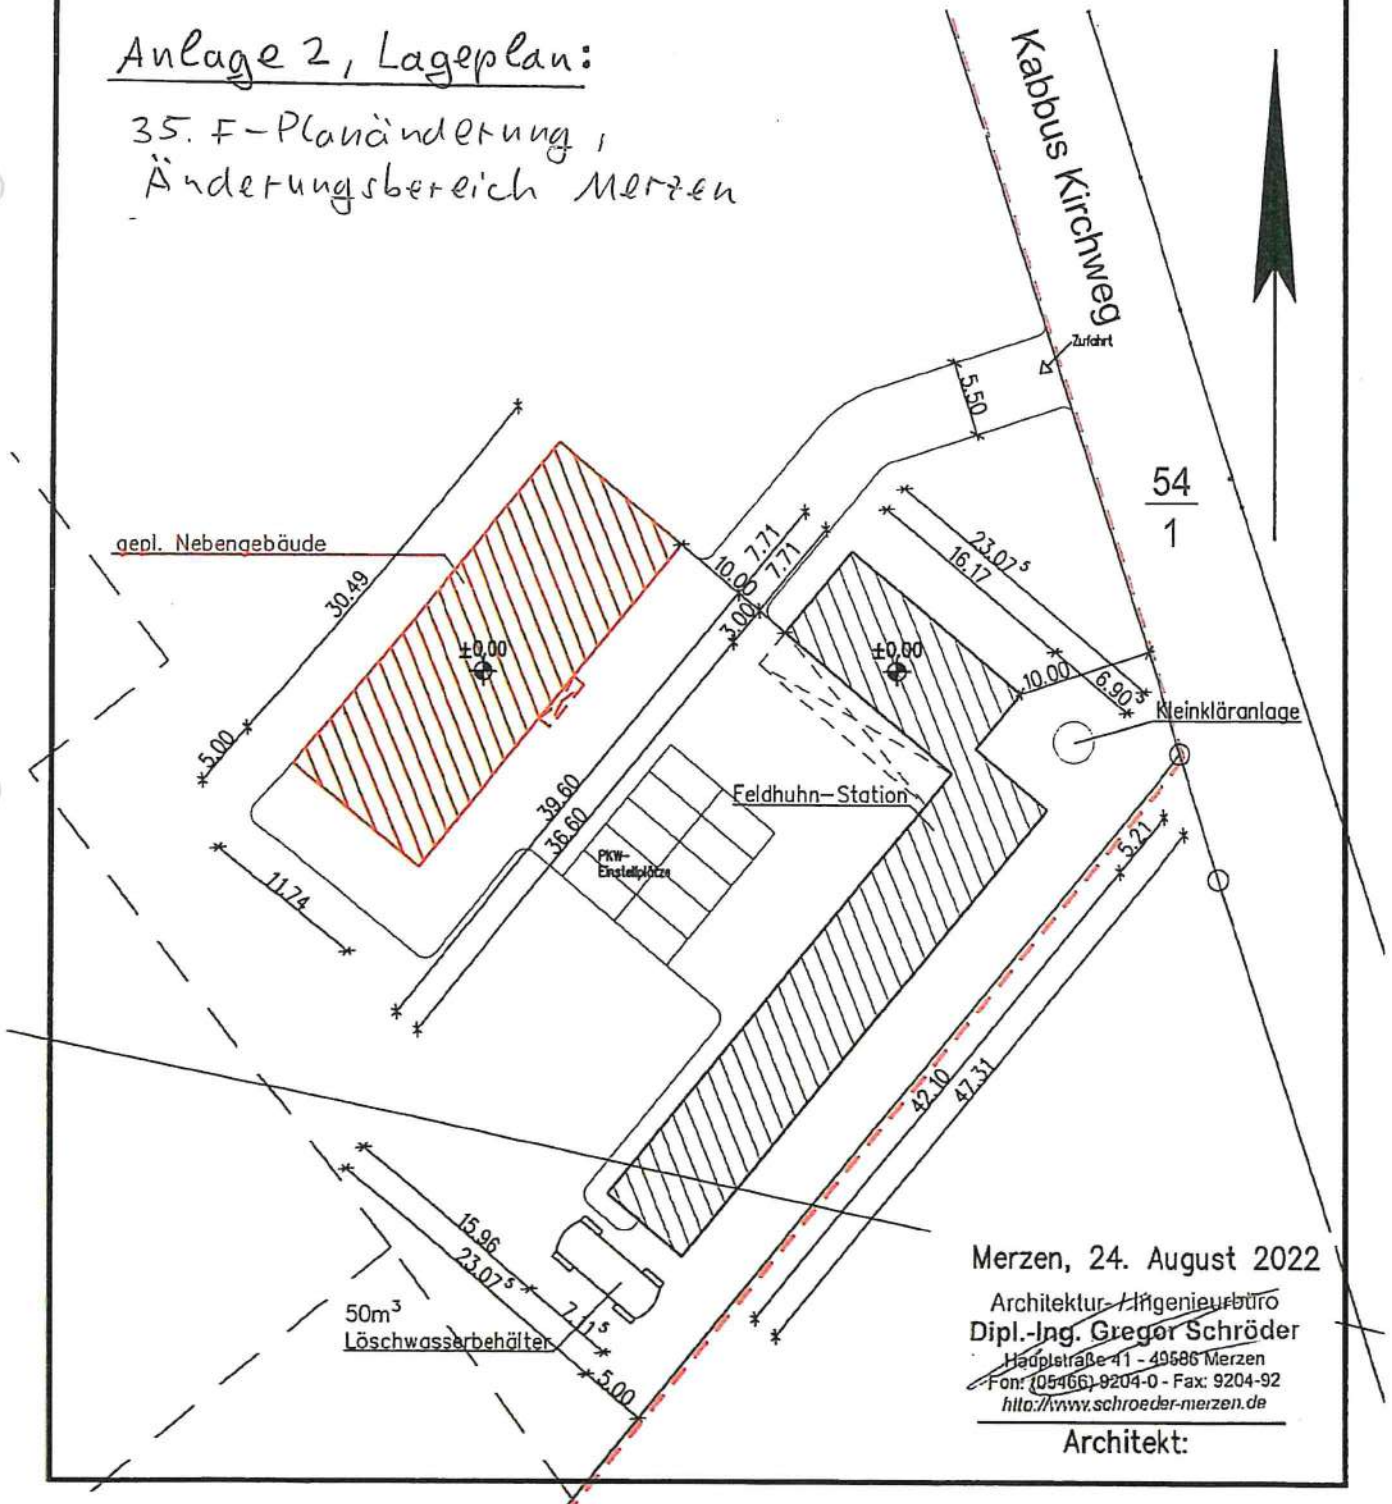 Anlage 2, Lageplan:
35. F-Planänderung,
Änderungsbereich Merzen
Kabbus Kirchweg
Zufahrt
5.50
54
1
gepl. Nebengebäude
30.49
5.00
11.74
±0,00
10.00
7.71
7.71
3.00
39.60
36.60
PKW-
Einstellplätze
23.07⁵
16.17
±0,00
10.00
6.90⁵
Kleinkläranlage
Feldhuhn-Station
5.21
42.10
47.31
15.96
23.07⁵
7.11⁵
5.00
50m³
Löschwasserbehälter
Merzen, 24. August 2022
Architektur- / Ingenieurbüro
Dipl.-Ing. Gregor Schröder
Hauptstraße 41 - 49586 Merzen
Fon: (05466) 9204-0 - Fax: 9204-92
http://www.schroeder-merzen.de
Architekt: